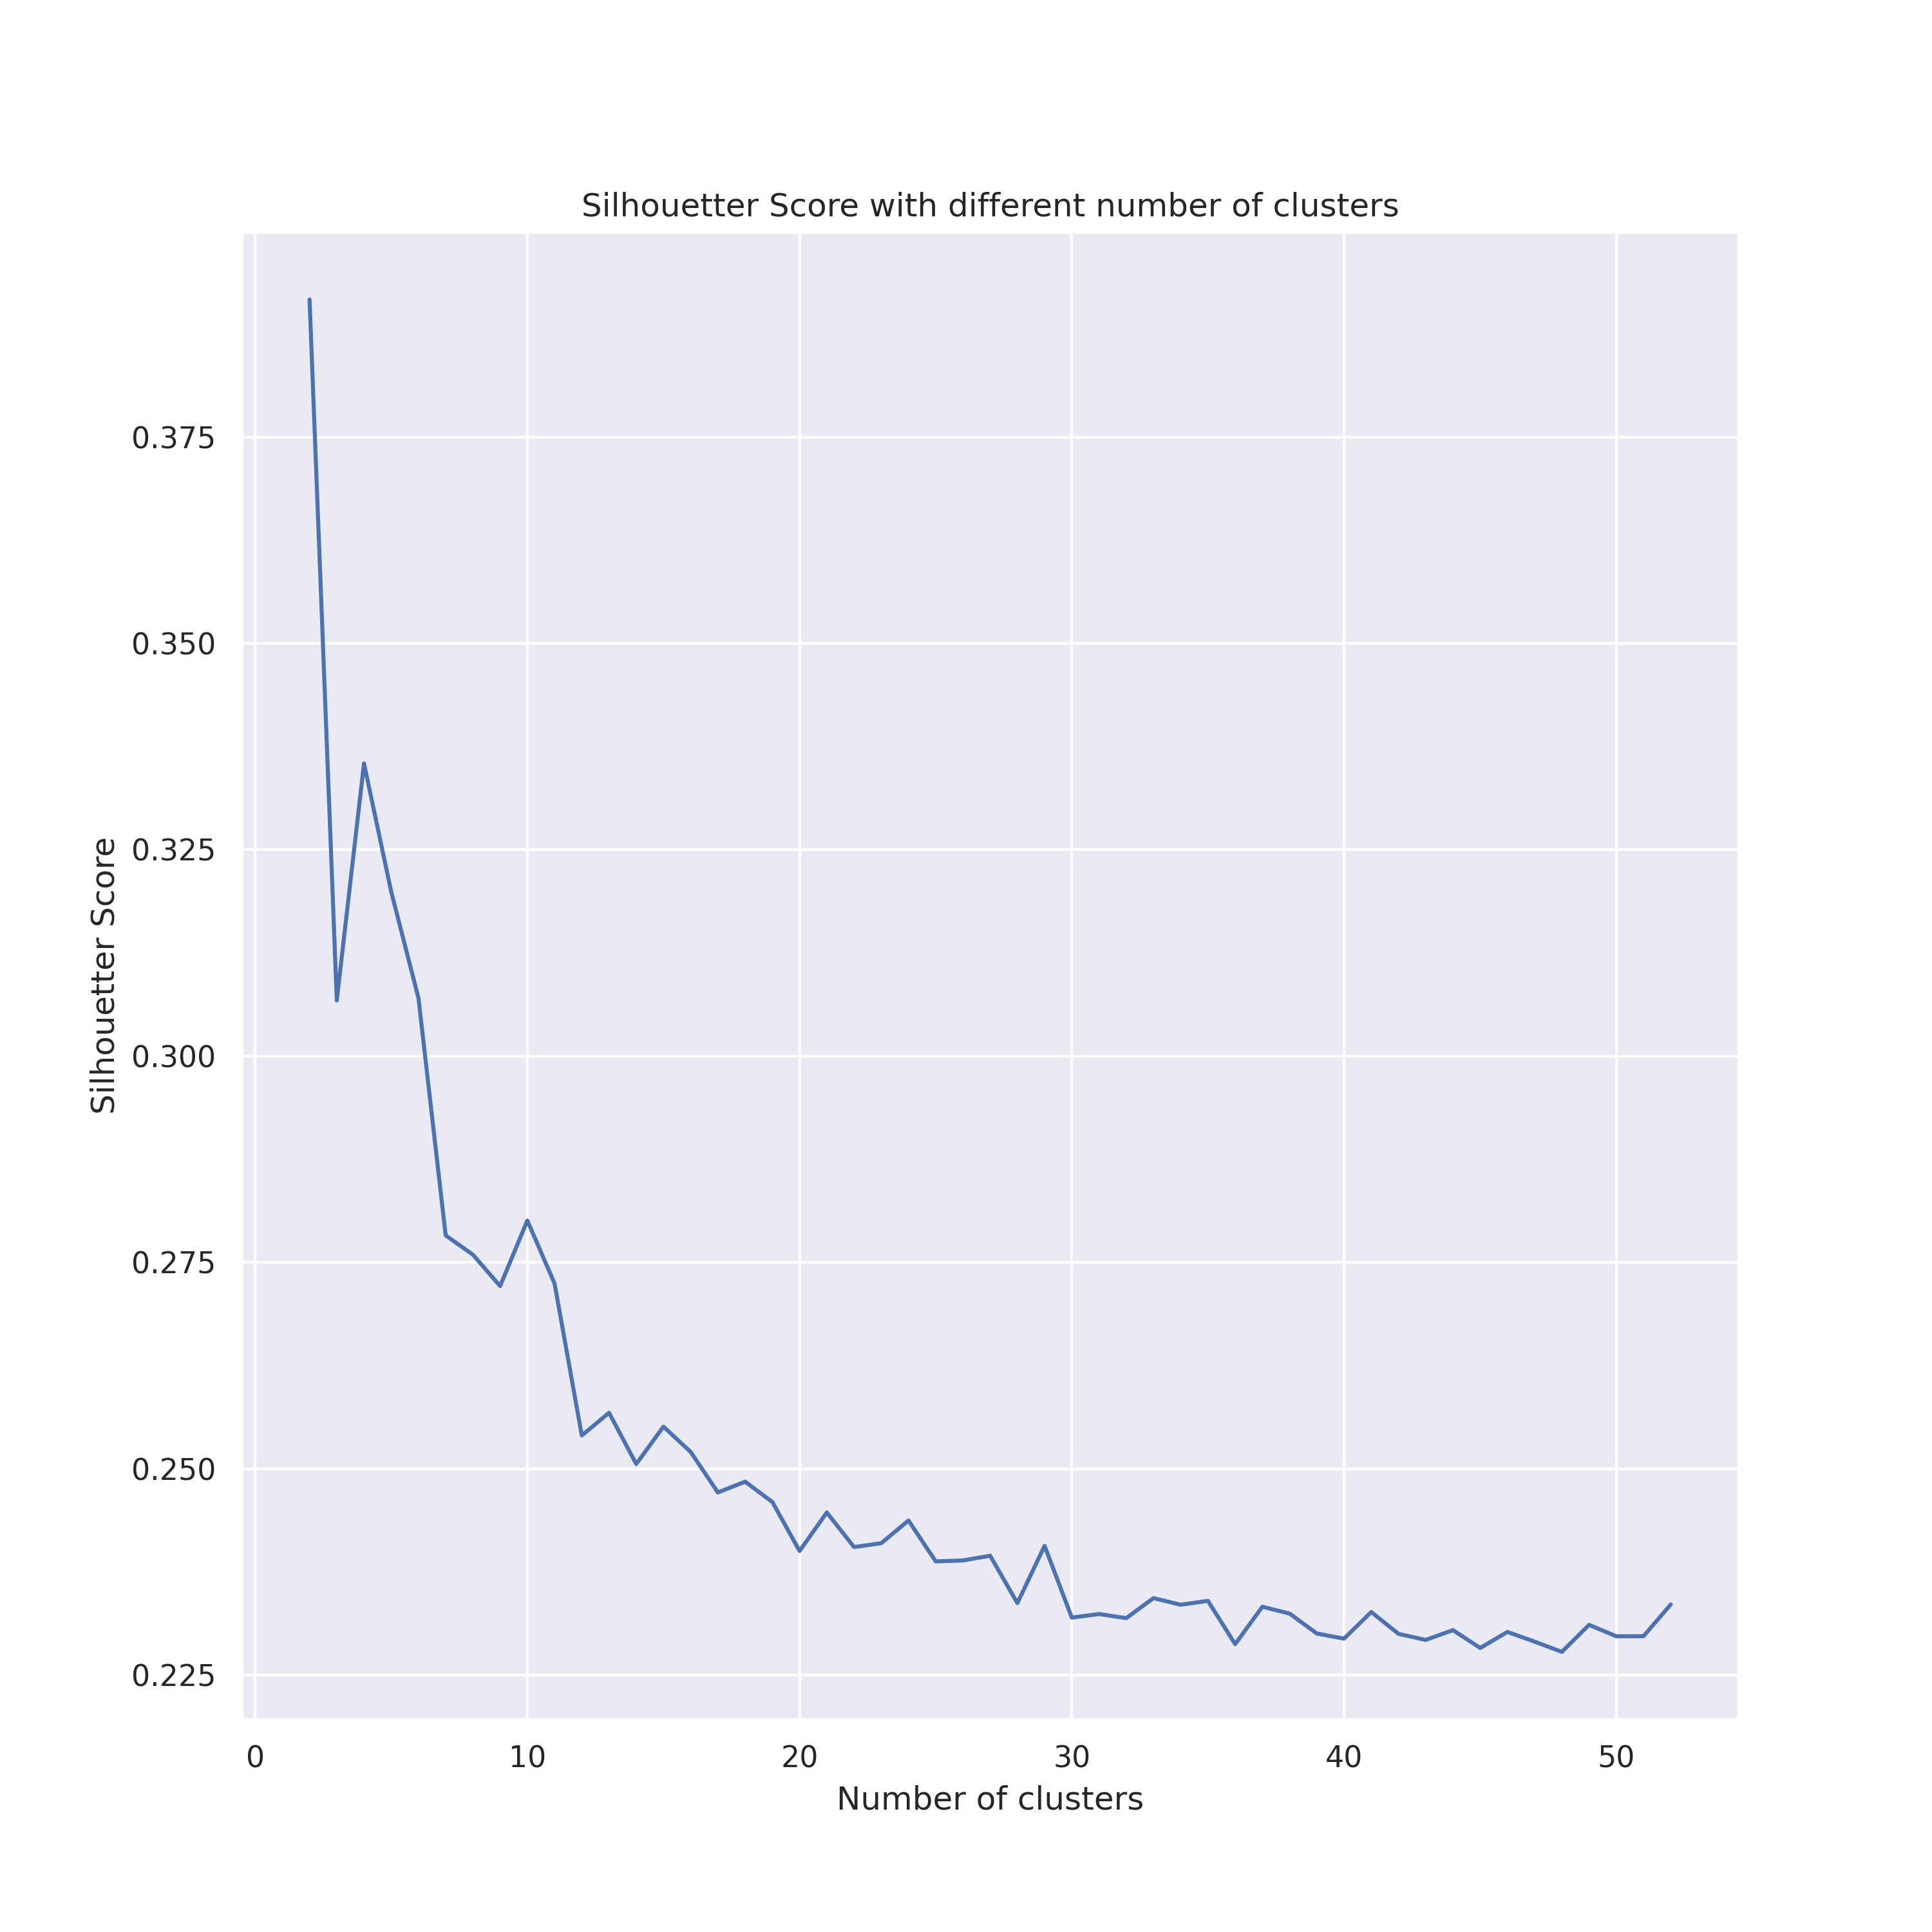 Silhouetter Score with different number of clusters
Silhouetter Score
0.375
0.350
0.325
0.300
0.275
0.250
0.225
0 10 20 30 40 50
Number of clusters